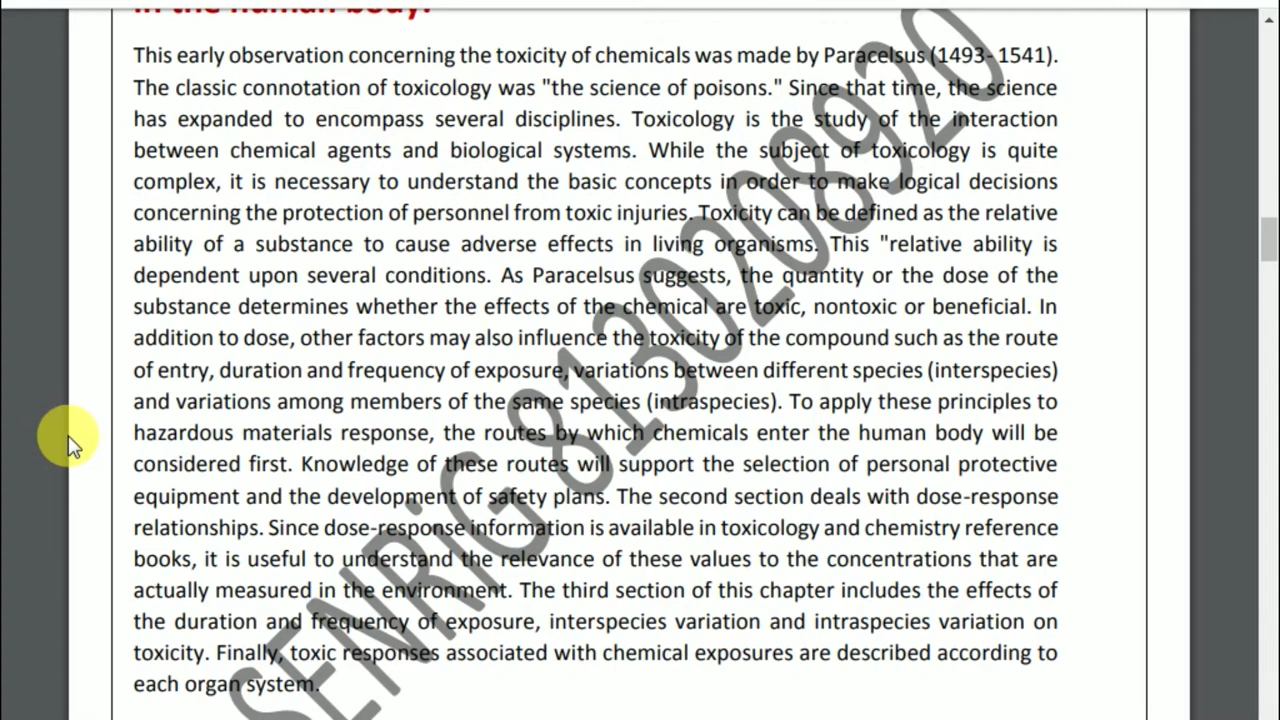 in the human body.
This early observation concerning the toxicity of chemicals was made by Paracelsus (1493- 1541).
The classic connotation of toxicology was "the science of poisons." Since that time, the science
has expanded to encompass several disciplines. Toxicology is the study of the interaction
between chemical agents and biological systems. While the subject of toxicology is quite
complex, it is necessary to understand the basic concepts in order to make logical decisions
concerning the protection of personnel from toxic injuries. Toxicity can be defined as the relative
ability of a substance to cause adverse effects in living organisms. This "relative ability is
dependent upon several conditions. As Paracelsus suggests, the quantity or the dose of the
substance determines whether the effects of the chemical are toxic, nontoxic or beneficial. In
addition to dose, other factors may also influence the toxicity of the compound such as the route
of entry, duration and frequency of exposure, variations between different species (interspecies)
and variations among members of the same species (intraspecies). To apply these principles to
hazardous materials response, the routes by which chemicals enter the human body will be
considered first. Knowledge of these routes will support the selection of personal protective
equipment and the development of safety plans. The second section deals with dose-response
relationships. Since dose-response information is available in toxicology and chemistry reference
books, it is useful to understand the relevance of these values to the concentrations that are
actually measured in the environment. The third section of this chapter includes the effects of
the duration and frequency of exposure, interspecies variation and intraspecies variation on
toxicity. Finally, toxic responses associated with chemical exposures are described according to
each organ system.
SENRiG 8130208920